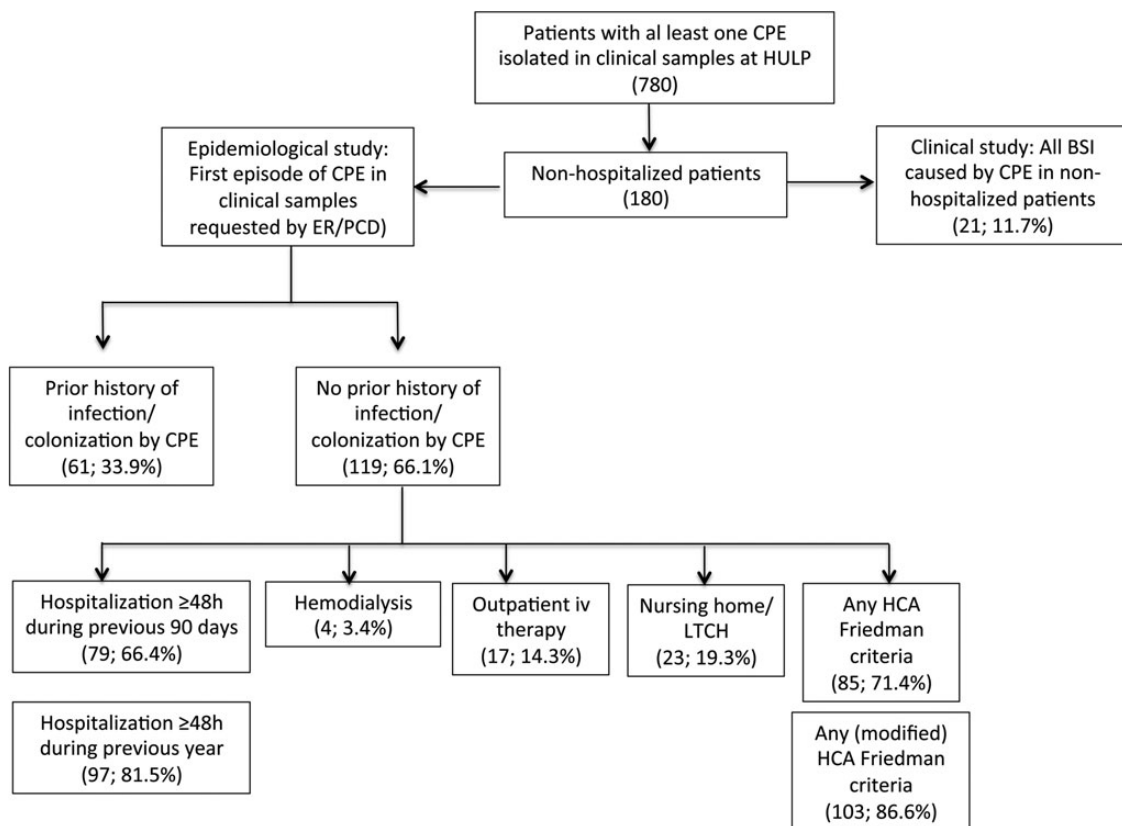 Patients with al least one CPE
isolated in clinical samples at HULP
(780)
Epidemiological study:
First episode of CPE in
clinical samples
requested by ER/PCD)
Non-hospitalized patients
(180)
Clinical study: All BSI
caused by CPE in non-
hospitalized patients
(21; 11.7%)
Prior history of
infection/
colonization by CPE
(61; 33.9%)
No prior history of
infection/
colonization by CPE
(119; 66.1%)
Hospitalization ≥48h
during previous 90 days
(79; 66.4%)
Hemodialysis
(4; 3.4%)
Outpatient iv
therapy
(17; 14.3%)
Nursing home/
LTCH
(23; 19.3%)
Any HCA
Friedman
criteria
(85; 71.4%)
Hospitalization ≥48h
during previous year
(97; 81.5%)
Any (modified)
HCA Friedman
criteria
(103; 86.6%)